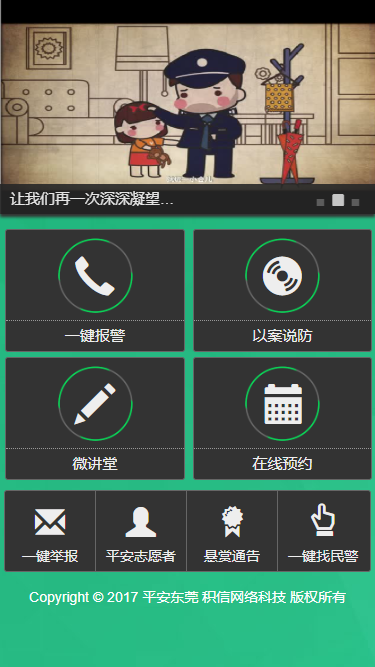 让我们再一次深深凝望...
一键报警
以案说防
微讲堂
在线预约
一键举报
平安志愿者
悬赏通告
一键找民警
Copyright © 2017 平安东莞 积信网络科技 版权所有